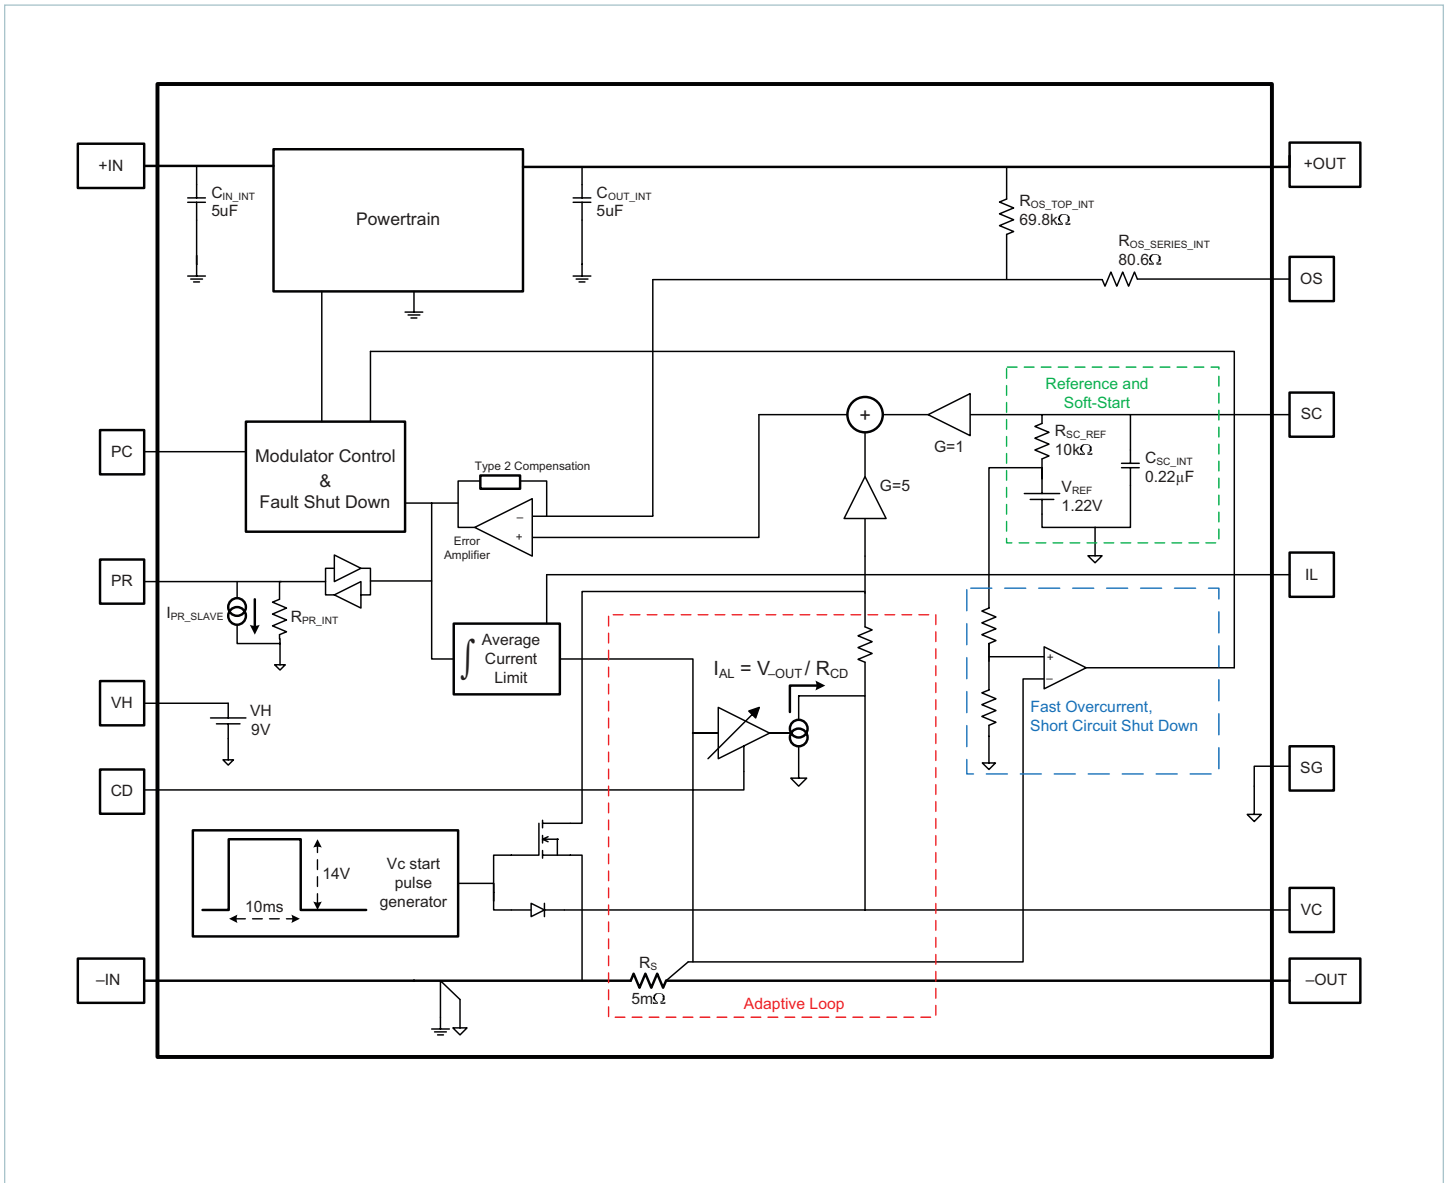 +IN
Powertrain
C_IN_INT
5uF
C_OUT_INT
5uF
+OUT
R_OS_TOP_INT
69.8kΩ
R_OS_SERIES_INT
80.6Ω
OS
Reference and
Soft-Start
SC
R_SC_REF
10kΩ
C_SC_INT
0.22µF
V_REF
1.22V
+
G=1
G=5
PC
Modulator Control
&
Fault Shut Down
Type 2 Compensation
–
+
Error
Amplifier
PR
I_PR_SLAVE
R_PR_INT
IL
∫
Average
Current
Limit
I_AL = V_–OUT / R_CD
+
–
Fast Overcurrent,
Short Circuit Shut Down
VH
VH
9V
SG
CD
14V
10ms
Vc start
pulse
generator
VC
–IN
R_S
5mΩ
Adaptive Loop
–OUT